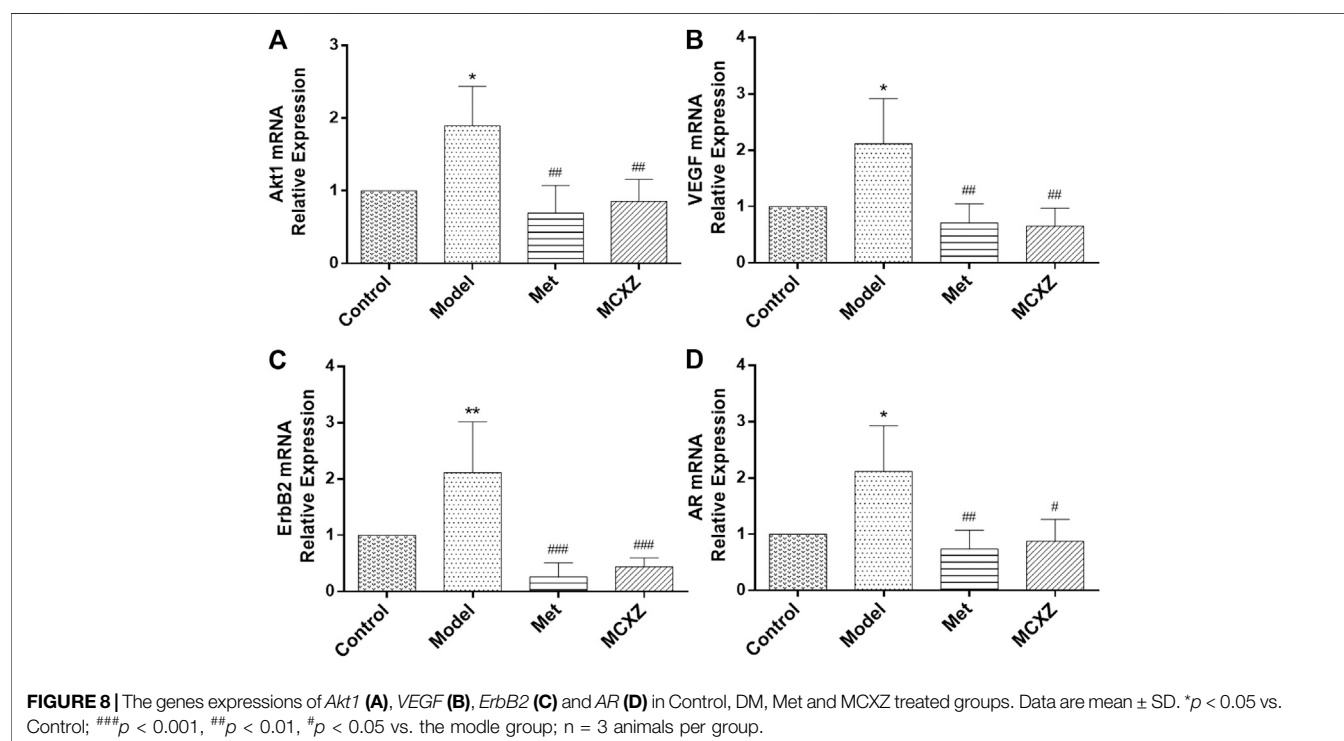 A
Akt1 mRNA
Relative Expression
3
2
1
0
*
##
##
Control
Model
Met
MCXZ
B
VEGF mRNA
Relative Expression
4
3
2
1
0
*
##
##
Control
Model
Met
MCXZ
C
ErbB2 mRNA
Relative Expression
4
3
2
1
0
**
###
###
Control
Model
Met
MCXZ
D
AR mRNA
Relative Expression
4
3
2
1
0
*
##
#
Control
Model
Met
MCXZ
FIGURE 8 | The genes expressions of Akt1 (A), VEGF (B), ErbB2 (C) and AR (D) in Control, DM, Met and MCXZ treated groups. Data are mean ± SD. *p < 0.05 vs.
Control; ###p < 0.001, ##p < 0.01, #p < 0.05 vs. the modle group; n = 3 animals per group.